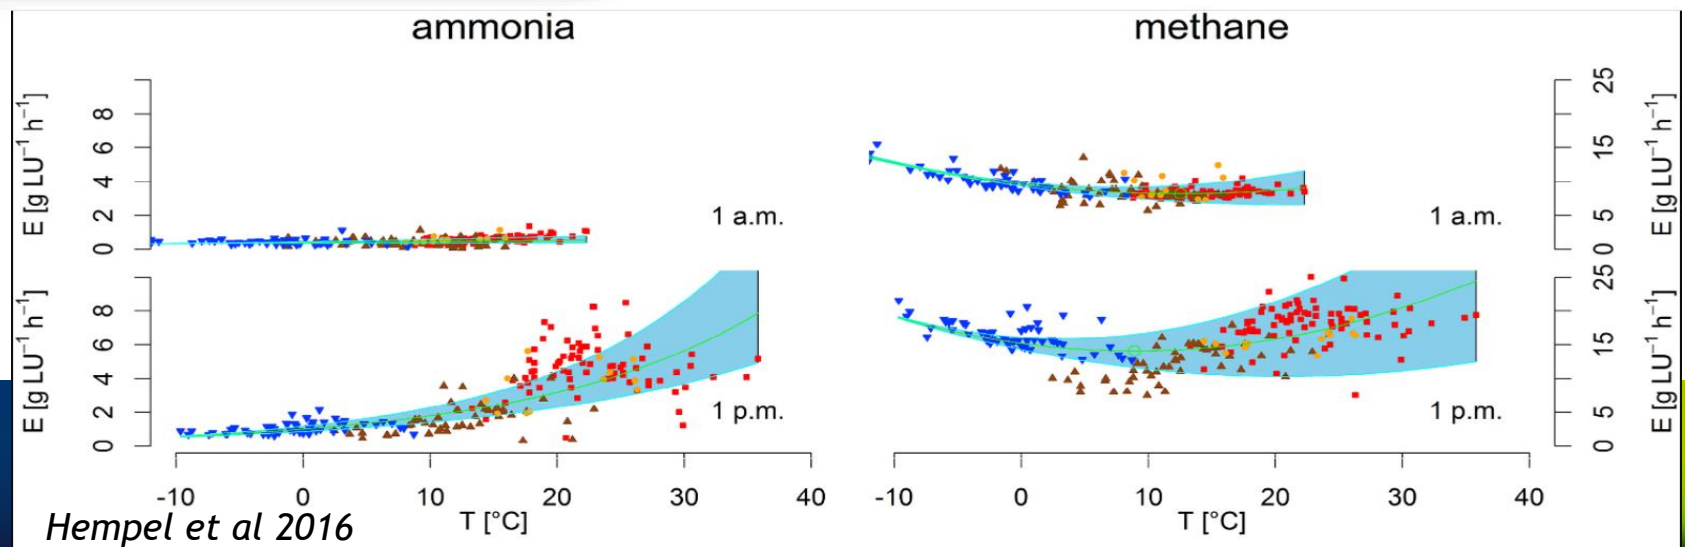 ammonia
methane
E [g LU⁻¹ h⁻¹]
8
6
4
2
0
1 a.m.
1 a.m.
25
15
5
0
E [g LU⁻¹ h⁻¹]
E [g LU⁻¹ h⁻¹]
8
6
4
2
0
1 p.m.
1 p.m.
25
15
5
0
E [g LU⁻¹ h⁻¹]
-10 0 10 20 30 40
-10 0 10 20 30 40
T [°C]
T [°C]
Hempel et al 2016